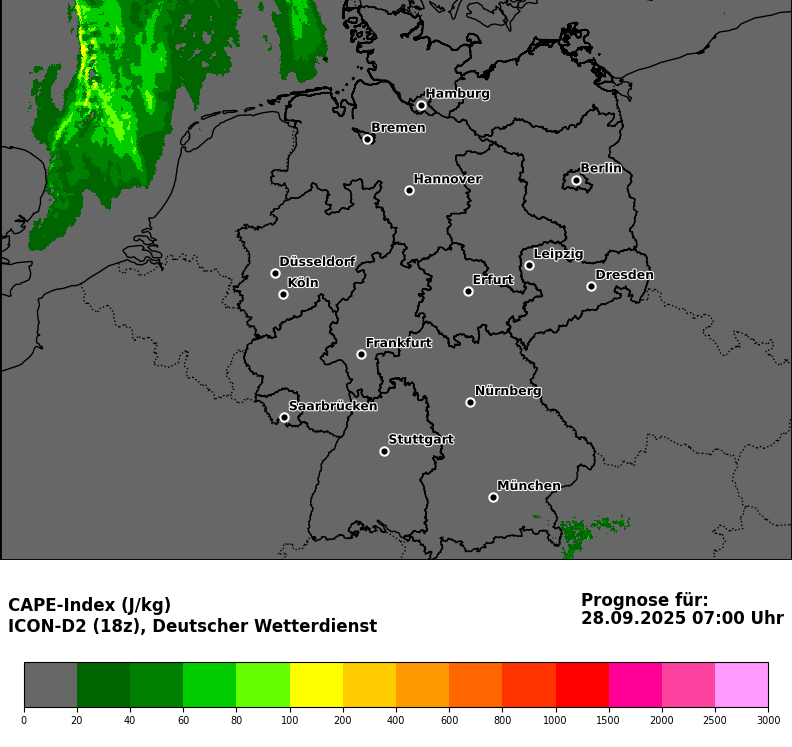 Hamburg
Bremen
Berlin
Hannover
Düsseldorf
Leipzig
Köln
Erfurt
Dresden
Frankfurt
Nürnberg
Saarbrücken
Stuttgart
München
CAPE-Index (J/kg)
ICON-D2 (18z), Deutscher Wetterdienst
Prognose für:
28.09.2025 07:00 Uhr
0 20 40 60 80 100 200 400 600 800 1000 1500 2000 2500 3000